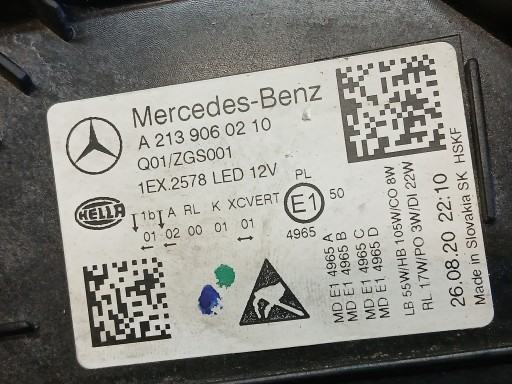 Mercedes-Benz
A 213 906 02 10
Q01/ZGS001
1EX.2578 LED 12V
HELLA
1b A RL K XCVERT
01 02 00 01 01
PL
E1
50
4965
MD E1 4965 A
MD E1 4965 B
MD E1 4965 C
MD E1 4965 D
LB 55W/HB 105W/CO 8W
RL 17W/PO 3W/DI 22W
26.08.20 22:10
Made in Slovakia SK HSKF